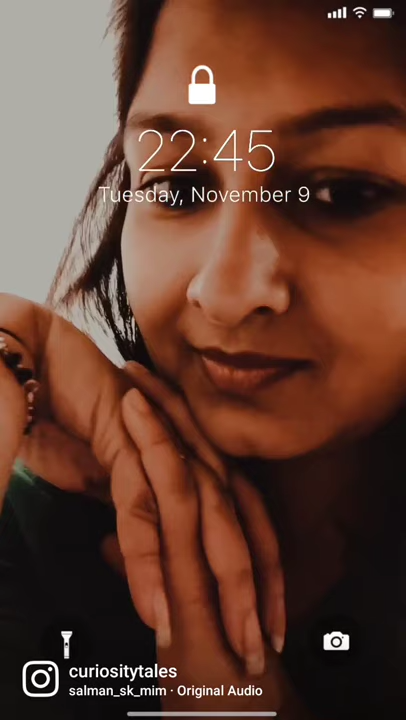 22:45
Tuesday, November 9
curiositytales
salman_sk_mim · Original Audio